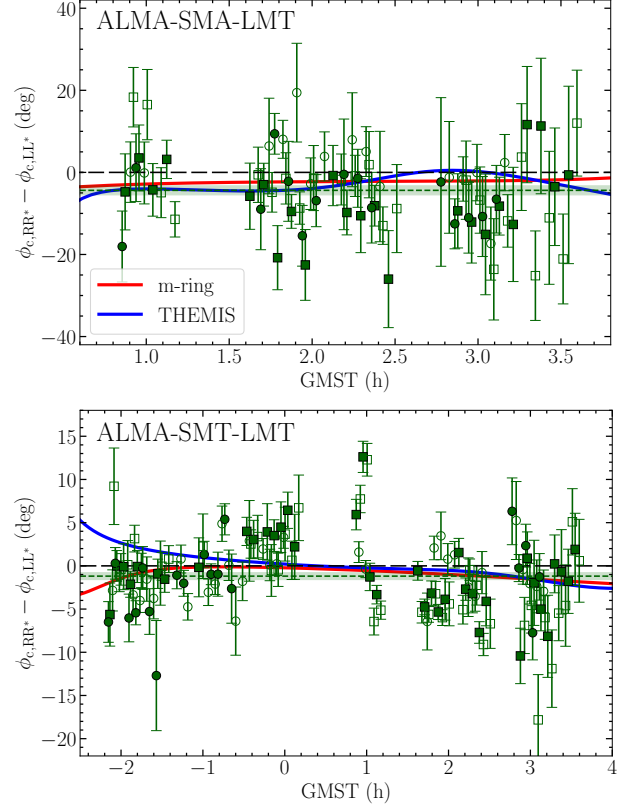 ALMA-SMA-LMT
40
20
0
−20
−40
ϕc,RR* − ϕc,LL* (deg)
m-ring
THEMIS
1.0 1.5 2.0 2.5 3.0 3.5
GMST (h)
ALMA-SMT-LMT
15
10
5
0
−5
−10
−15
−20
ϕc,RR* − ϕc,LL* (deg)
−2 −1 0 1 2 3 4
GMST (h)